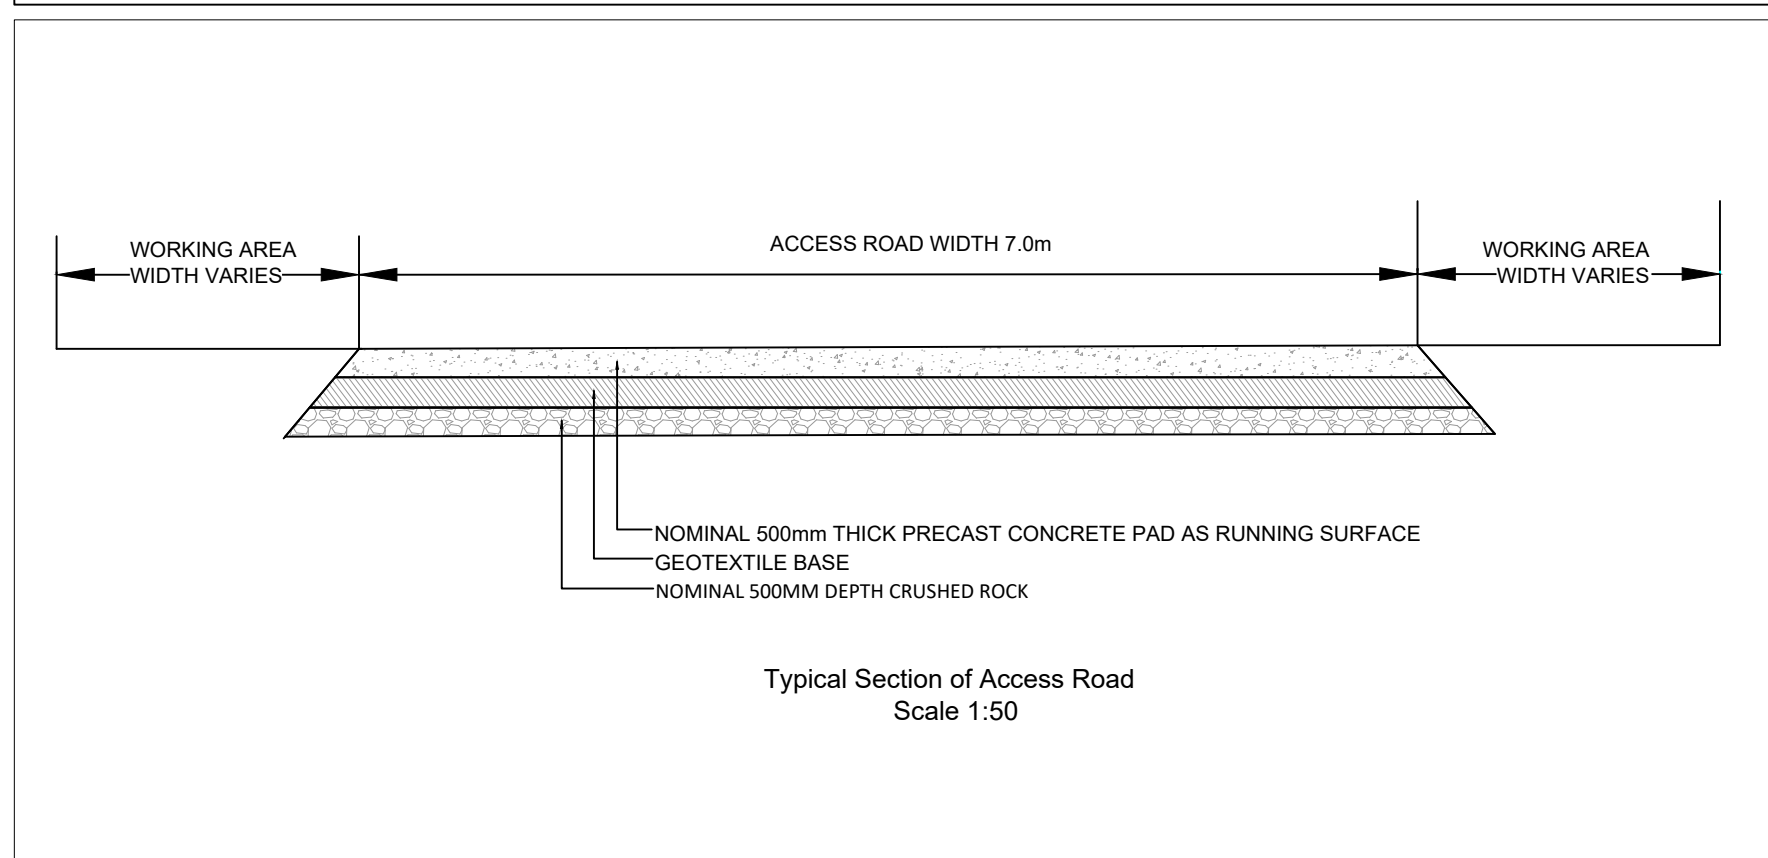 WORKING AREA
WIDTH VARIES
ACCESS ROAD WIDTH 7.0m
WORKING AREA
WIDTH VARIES
NOMINAL 500mm THICK PRECAST CONCRETE PAD AS RUNNING SURFACE
GEOTEXTILE BASE
NOMINAL 500MM DEPTH CRUSHED ROCK
Typical Section of Access Road
Scale 1:50